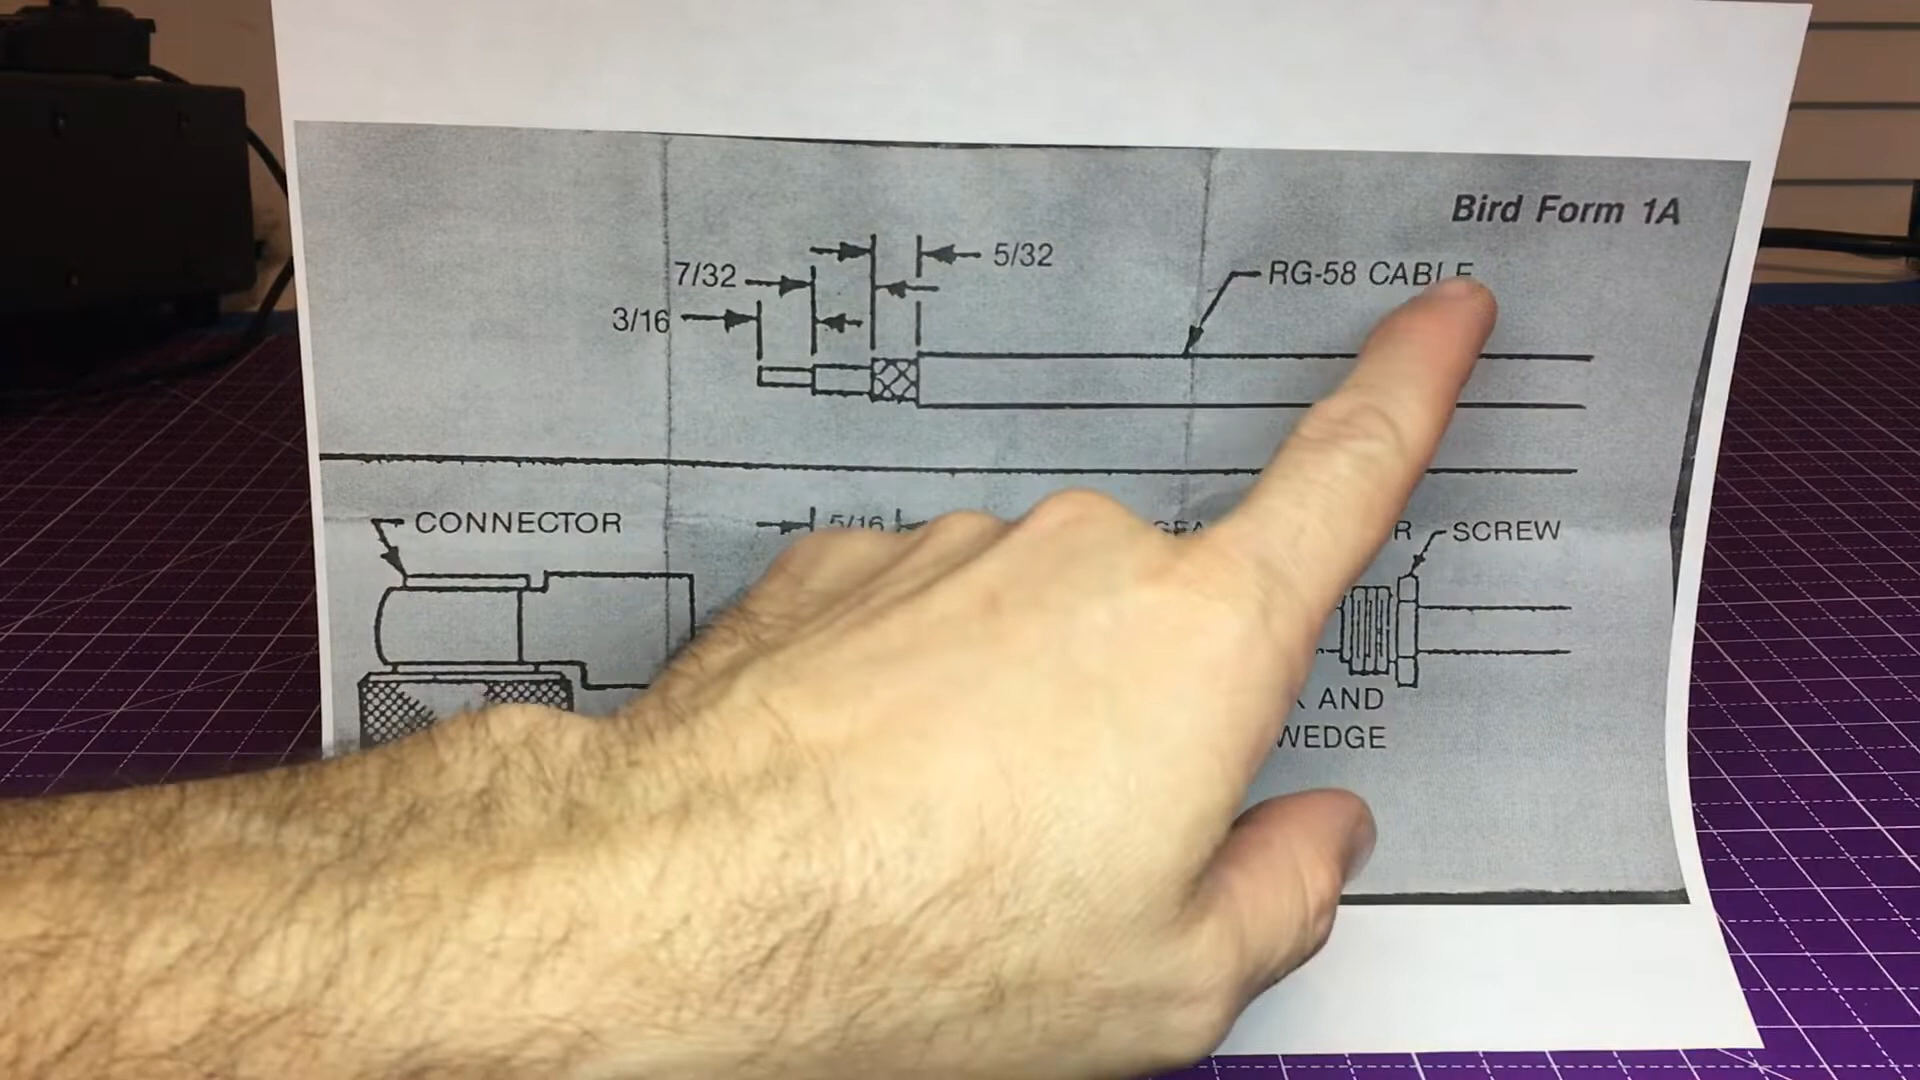 Bird Form 1A
5/32
7/32
RG-58 CABLE
3/16
CONNECTOR
5/16
SCREW
AND
WEDGE